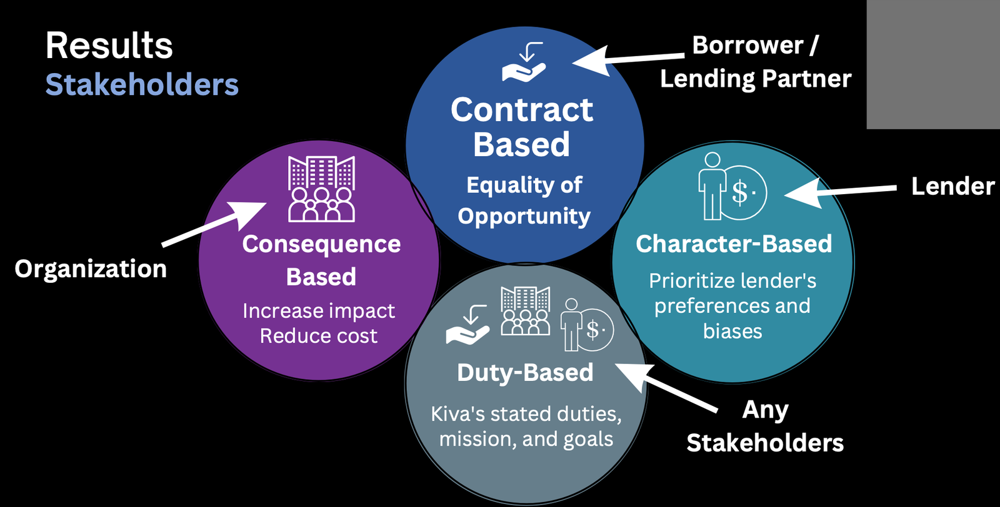 Results
Stakeholders
Borrower /
Lending Partner
Contract
Based
Equality of
Opportunity
Organization
Consequence
Based
Increase impact
Reduce cost
Lender
$
Character-Based
Prioritize lender's
preferences and
biases
$
Duty-Based
Kiva's stated duties,
mission, and goals
Any
Stakeholders